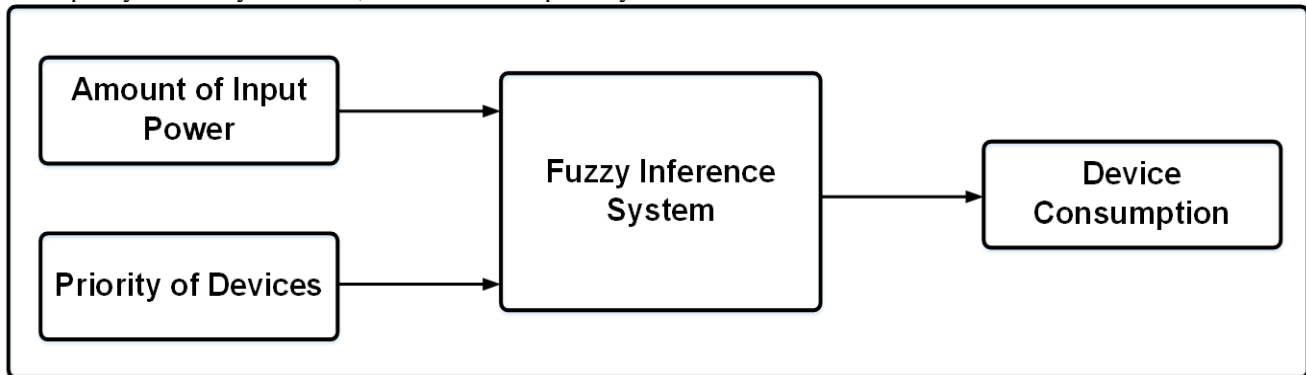 Amount of Input
Power
Fuzzy Inference
System
Device
Consumption
Priority of Devices